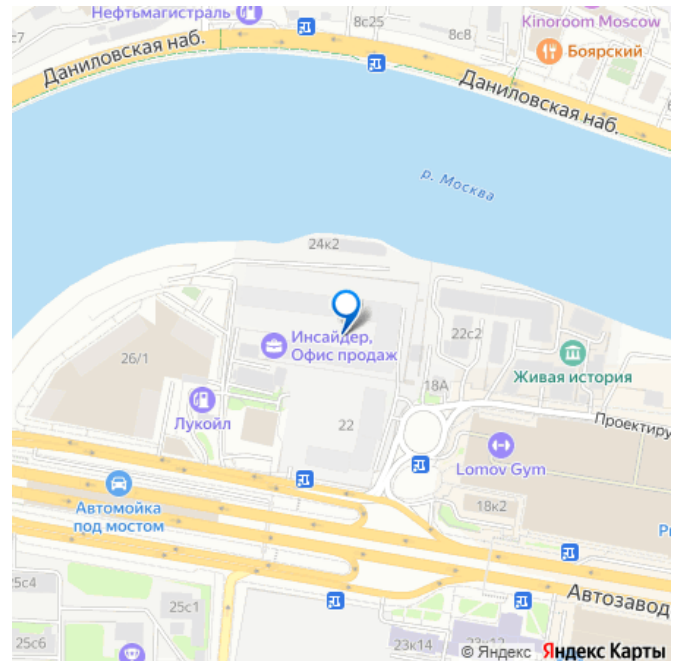 Нефтьмагистраль
8с25
8с8
Kinoroom Moscow
Боярский
с7
Даниловская наб.
Даниловская наб.
р. Москва
24к2
Инсайдер,
Офис продаж
22с2
26/1
Живая история
18А
Лукойл
22
Проектиру
Lomov Gym
18к2
Автомойка
под мостом
25с4
25с1
Автозавод
25с6
23к14
© Яндекс Яндекс Карты